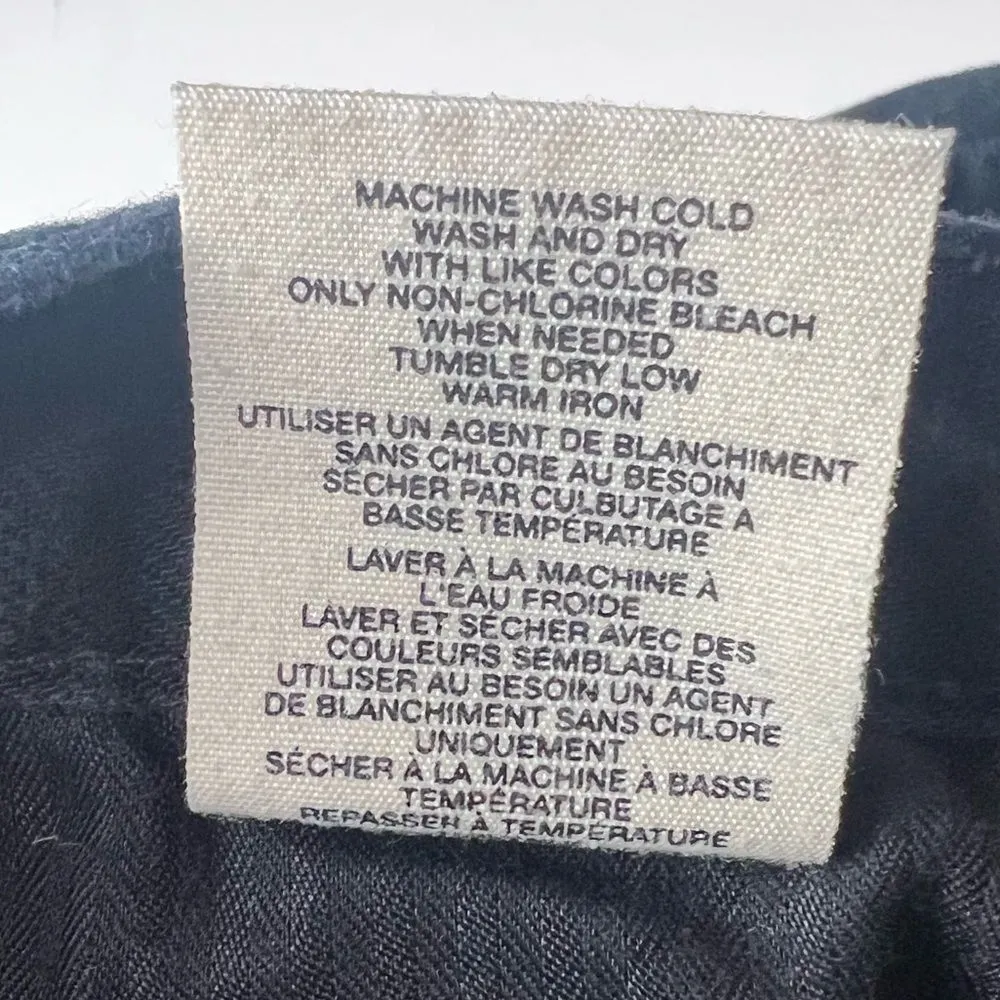 MACHINE WASH COLD
WASH AND DRY
WITH LIKE COLORS
ONLY NON-CHLORINE BLEACH
WHEN NEEDED
TUMBLE DRY LOW
WARM IRON
UTILISER UN AGENT DE BLANCHIMENT
SANS CHLORE AU BESOIN
SÉCHER PAR CULBUTAGE A
BASSE TEMPÉRATURE
LAVER À LA MACHINE À
L'EAU FROIDE
LAVER ET SÉCHER AVEC DES
COULEURS SEMBLABLES
UTILISER AU BESOIN UN AGENT
DE BLANCHIMENT SANS CHLORE
UNIQUEMENT
SÉCHER À LA MACHINE À BASSE
TEMPÉRATURE
REPASSER À TEMPÉRATURE